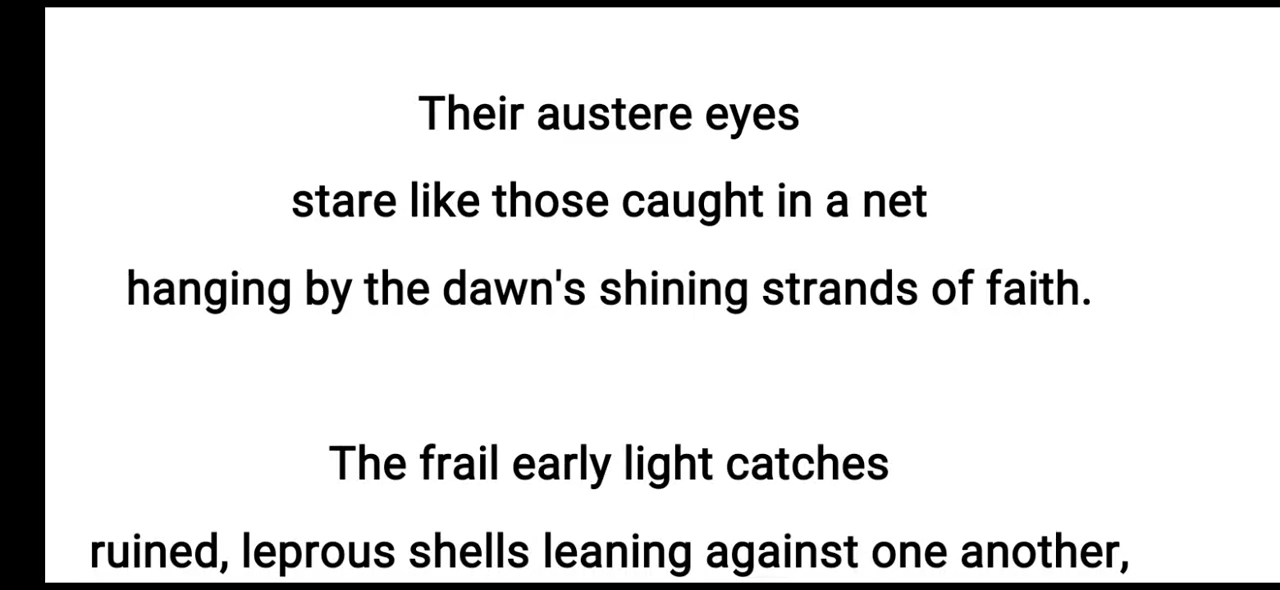 Their austere eyes
stare like those caught in a net
hanging by the dawn's shining strands of faith.
The frail early light catches
ruined, leprous shells leaning against one another,